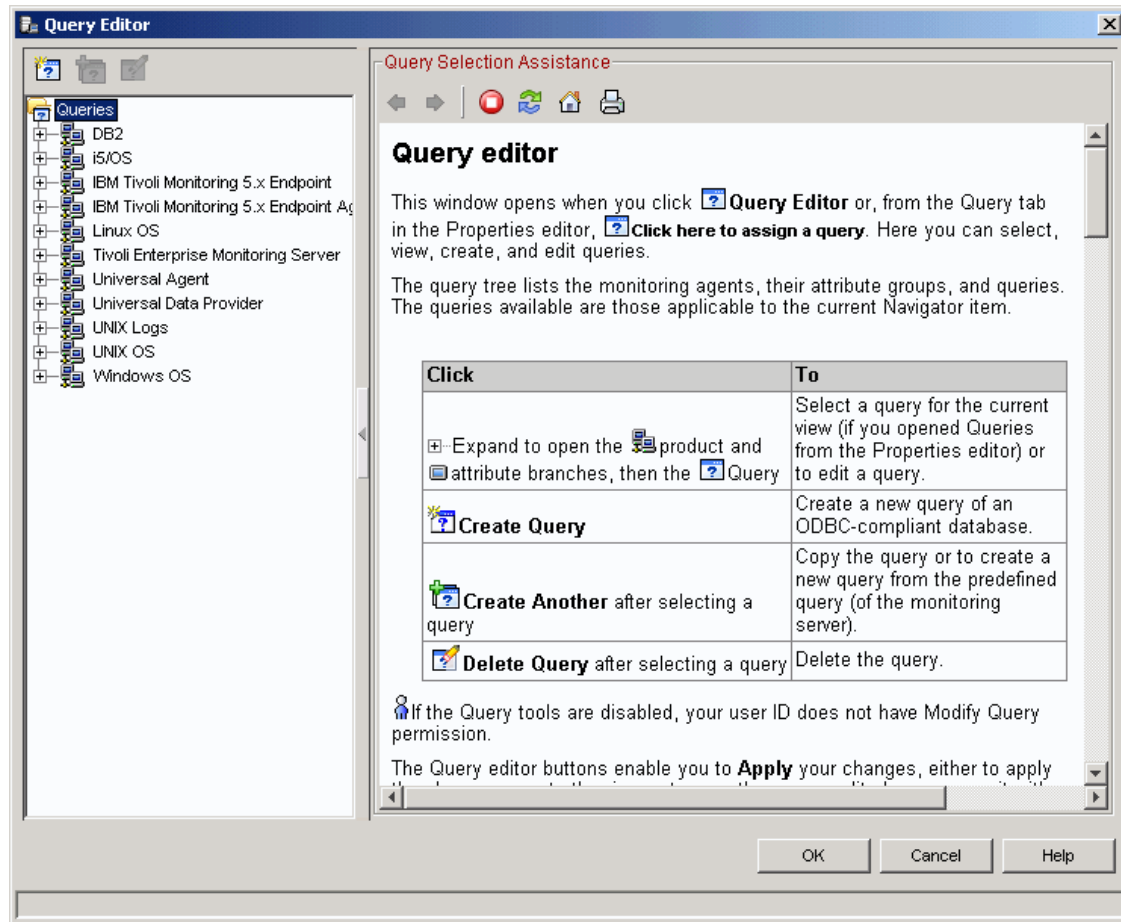 Query Editor
Queries
DB2
i5/OS
IBM Tivoli Monitoring 5.x Endpoint
IBM Tivoli Monitoring 5.x Endpoint
Linux OS
Tivoli Enterprise Monitoring Server
Universal Agent
Universal Data Provider
UNIX Logs
UNIX OS
Windows OS
Query Selection Assistance
Query editor
This window opens when you click Query Editor or, from the Query tab
in the Properties editor, Click here to assign a query. Here you can select,
view, create, and edit queries.
The query tree lists the monitoring agents, their attribute groups, and queries.
The queries available are those applicable to the current Navigator item.
Click To
Expand to open the product and
attribute branches, then the Query
Select a query for the current
view (if you opened Queries
from the Properties editor) or
to edit a query.
Create Query
Create a new query of an
ODBC-compliant database.
Create Another after selecting a
query
Copy the query or to create a
new query from the predefined
query (of the monitoring
server).
Delete Query after selecting a query
Delete the query.
If the Query tools are disabled, your user ID does not have Modify Query
permission.
The Query editor buttons enable you to Apply your changes, either to apply
OK Cancel Help